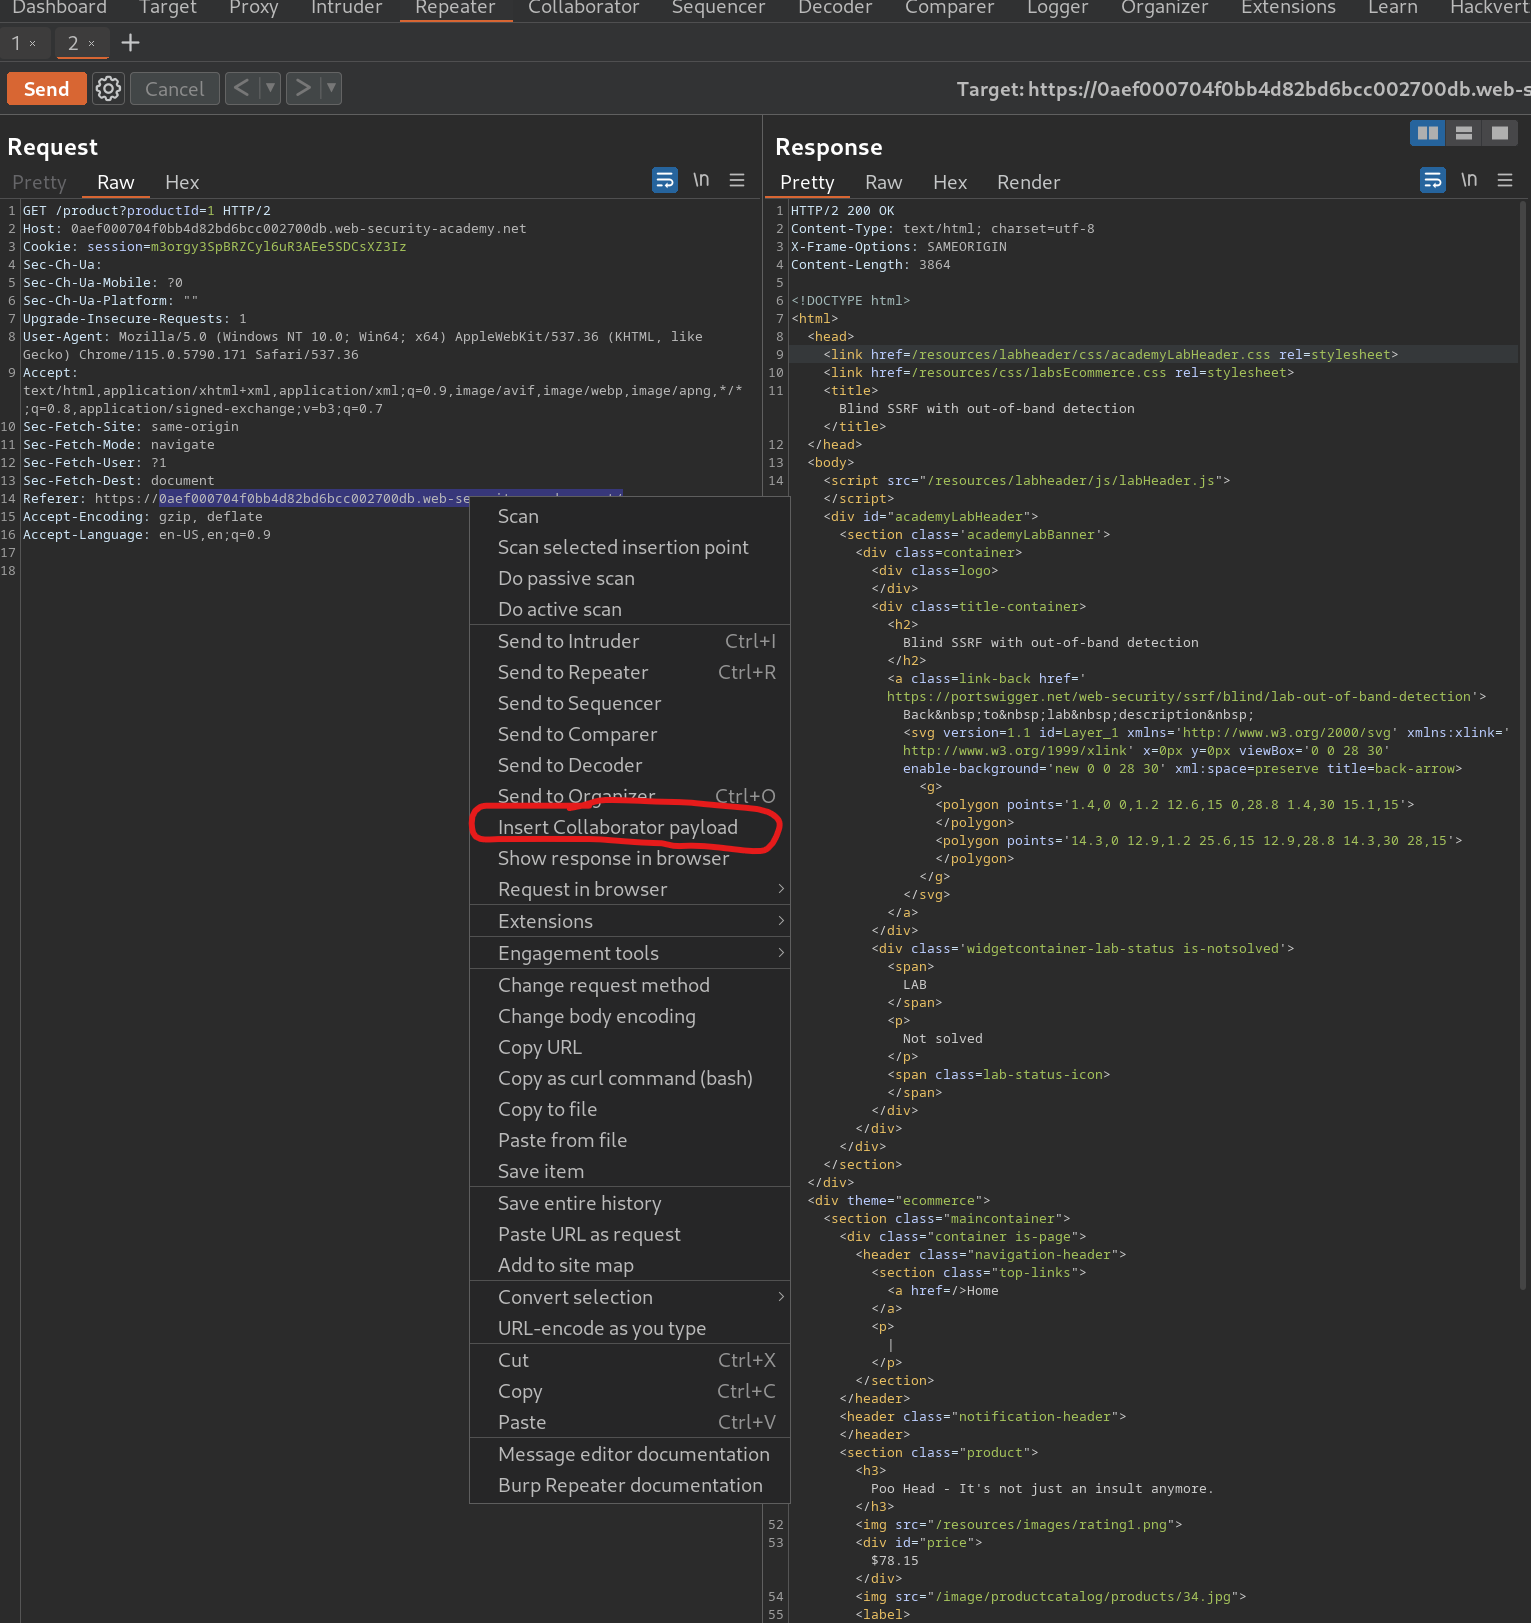 Dashboard Target Proxy Intruder Repeater Collaborator Sequencer Decoder Comparer Logger Organizer Extensions Learn Hackvert
1 × 2 × +
Send Cancel < ▾ > ▾ Target: https://0aef000704f0bb4d82bd6bcc002700db.web-s
Request
Pretty Raw Hex \n
1 GET /product?productId=1 HTTP/2
2 Host: 0aef000704f0bb4d82bd6bcc002700db.web-security-academy.net
3 Cookie: session=m3orgy3SpBRZCyl6uR3AEe5SDCsXZ3Iz
4 Sec-Ch-Ua:
5 Sec-Ch-Ua-Mobile: ?0
6 Sec-Ch-Ua-Platform: ""
7 Upgrade-Insecure-Requests: 1
8 User-Agent: Mozilla/5.0 (Windows NT 10.0; Win64; x64) AppleWebKit/537.36 (KHTML, like
Gecko) Chrome/115.0.5790.171 Safari/537.36
9 Accept:
text/html,application/xhtml+xml,application/xml;q=0.9,image/avif,image/webp,image/apng,*/*
;q=0.8,application/signed-exchange;v=b3;q=0.7
10 Sec-Fetch-Site: same-origin
11 Sec-Fetch-Mode: navigate
12 Sec-Fetch-User: ?1
13 Sec-Fetch-Dest: document
14 Referer: https://0aef000704f0bb4d82bd6bcc002700db.web-se
15 Accept-Encoding: gzip, deflate
16 Accept-Language: en-US,en;q=0.9
17
18
Scan
Scan selected insertion point
Do passive scan
Do active scan
Send to Intruder Ctrl+I
Send to Repeater Ctrl+R
Send to Sequencer
Send to Comparer
Send to Decoder
Send to Organizer Ctrl+O
Insert Collaborator payload
Show response in browser
Request in browser >
Extensions >
Engagement tools >
Change request method
Change body encoding
Copy URL
Copy as curl command (bash)
Copy to file
Paste from file
Save item
Save entire history
Paste URL as request
Add to site map
Convert selection >
URL-encode as you type
Cut Ctrl+X
Copy Ctrl+C
Paste Ctrl+V
Message editor documentation
Burp Repeater documentation
Response
Pretty Raw Hex Render \n
1 HTTP/2 200 OK
2 Content-Type: text/html; charset=utf-8
3 X-Frame-Options: SAMEORIGIN
4 Content-Length: 3864
5
6 <!DOCTYPE html>
7 <html>
8 <head>
9 <link href=/resources/labheader/css/academyLabHeader.css rel=stylesheet>
10 <link href=/resources/css/labsEcommerce.css rel=stylesheet>
11 <title>
Blind SSRF with out-of-band detection
</title>
12 </head>
13 <body>
14 <script src="/resources/labheader/js/labHeader.js">
</script>
<div id="academyLabHeader">
<section class='academyLabBanner'>
<div class=container>
<div class=logo>
</div>
<div class=title-container>
<h2>
Blind SSRF with out-of-band detection
</h2>
<a class=link-back href='
https://portswigger.net/web-security/ssrf/blind/lab-out-of-band-detection'>
Back&nbsp;to&nbsp;lab&nbsp;description&nbsp;
<svg version=1.1 id=Layer_1 xmlns='http://www.w3.org/2000/svg' xmlns:xlink='
http://www.w3.org/1999/xlink' x=0px y=0px viewBox='0 0 28 30'
enable-background='new 0 0 28 30' xml:space=preserve title=back-arrow>
<g>
<polygon points='1.4,0 0,1.2 12.6,15 0,28.8 1.4,30 15.1,15'>
</polygon>
<polygon points='14.3,0 12.9,1.2 25.6,15 12.9,28.8 14.3,30 28,15'>
</polygon>
</g>
</svg>
</a>
</div>
<div class='widgetcontainer-lab-status is-notsolved'>
<span>
LAB
</span>
<p>
Not solved
</p>
<span class=lab-status-icon>
</span>
</div>
</div>
</div>
</section>
</div>
<div theme="ecommerce">
<section class="maincontainer">
<div class="container is-page">
<header class="navigation-header">
<section class="top-links">
<a href=/>Home
</a>
<p>
|
</p>
</section>
</header>
<header class="notification-header">
</header>
<section class="product">
<h3>
Poo Head - It's not just an insult anymore.
</h3>
52 <img src="/resources/images/rating1.png">
53 <div id="price">
$78.15
</div>
54 <img src="/image/productcatalog/products/34.jpg">
55 <label>